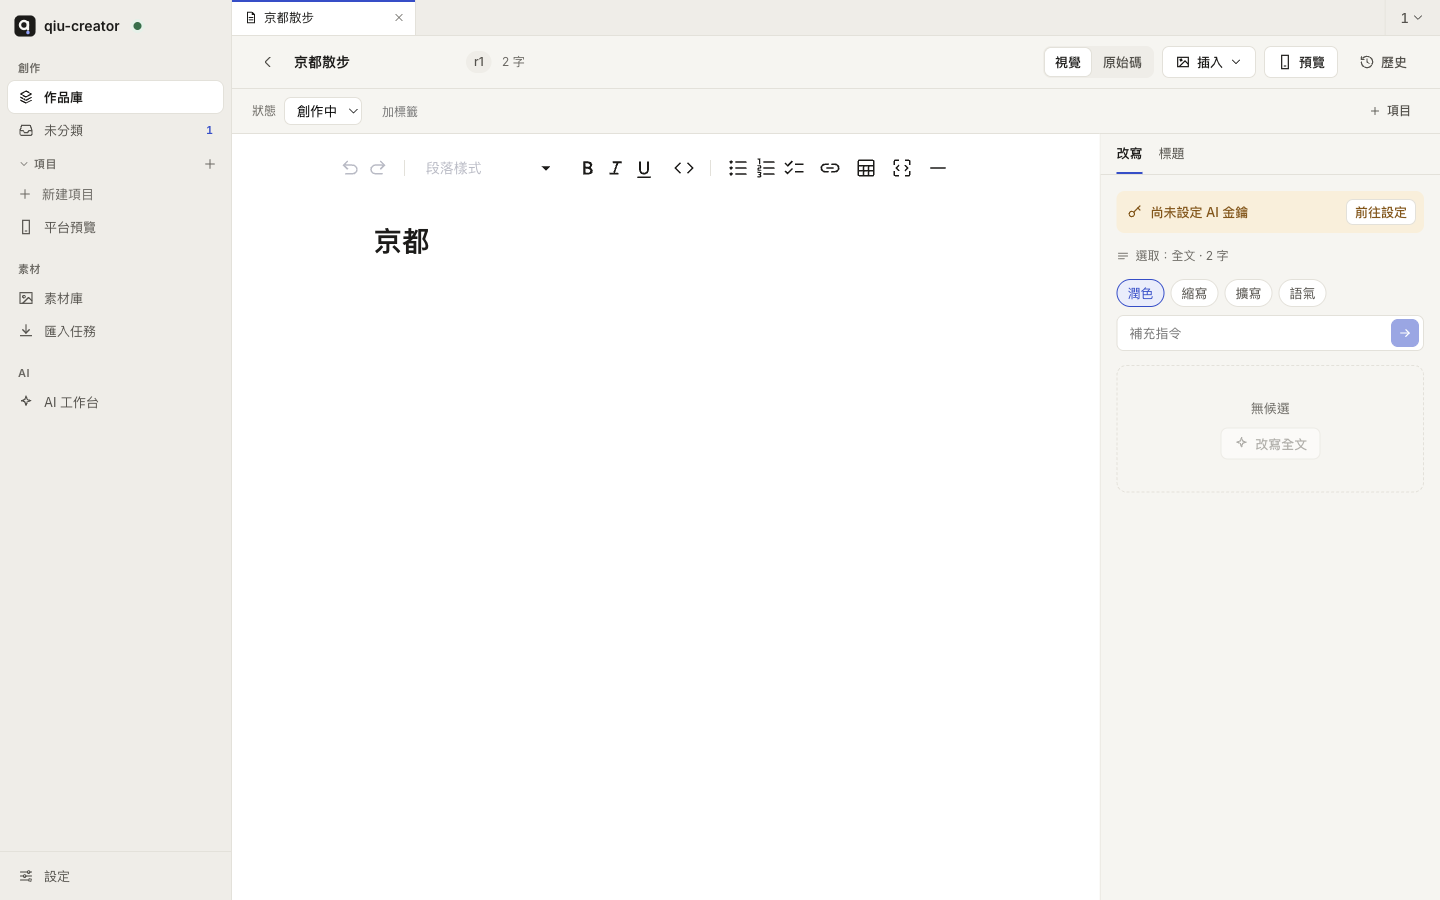 qiu-creator
創作
作品庫
未分類 1
項目
新建項目
平台預覽
素材
素材庫
匯入任務
AI
AI 工作台
設定
京都散步
1
京都散步 r1 2 字
視覺 原始碼 插入 預覽 歷史
狀態 創作中 加標籤
項目
段落樣式
京都
改寫 標題
尚未設定 AI 金鑰 前往設定
選取：全文 · 2 字
潤色 縮寫 擴寫 語氣
補充指令
無候選
改寫全文